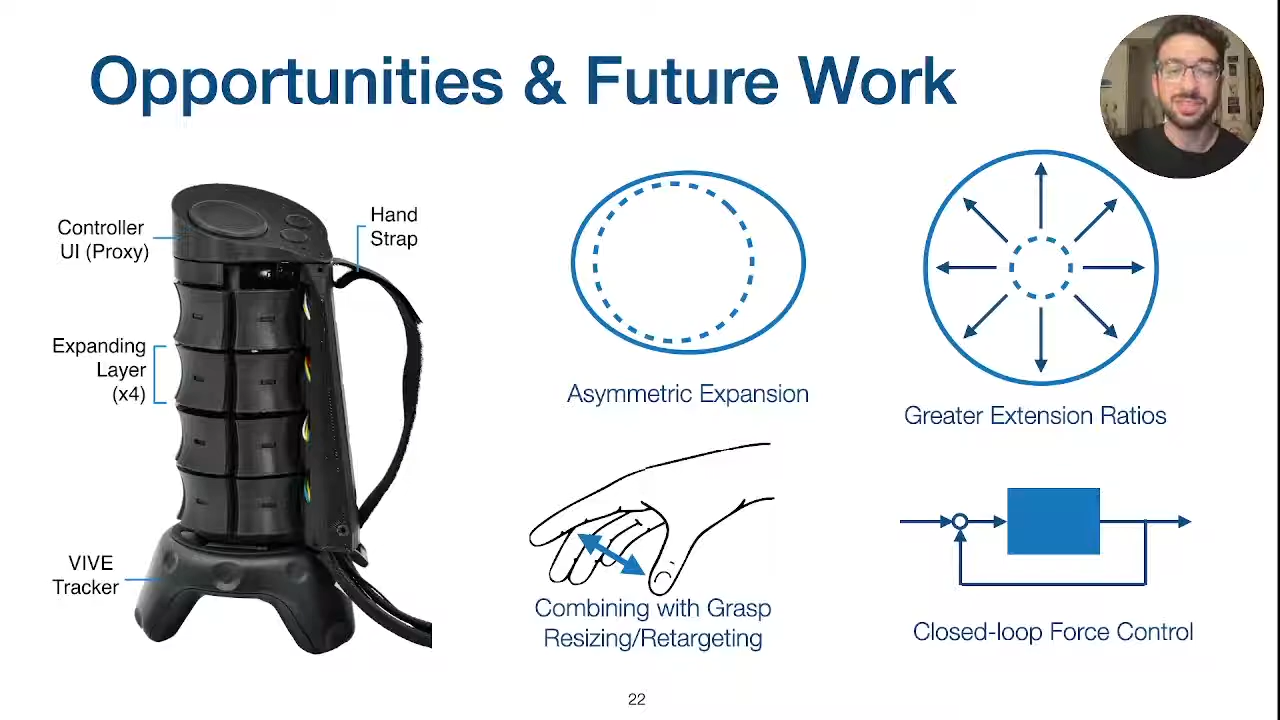 Opportunities & Future Work
Controller
UI (Proxy)
Hand
Strap
Expanding
Layer
(x4)
VIVE
Tracker
Asymmetric Expansion
Greater Extension Ratios
Combining with Grasp
Resizing/Retargeting
Closed-loop Force Control
22